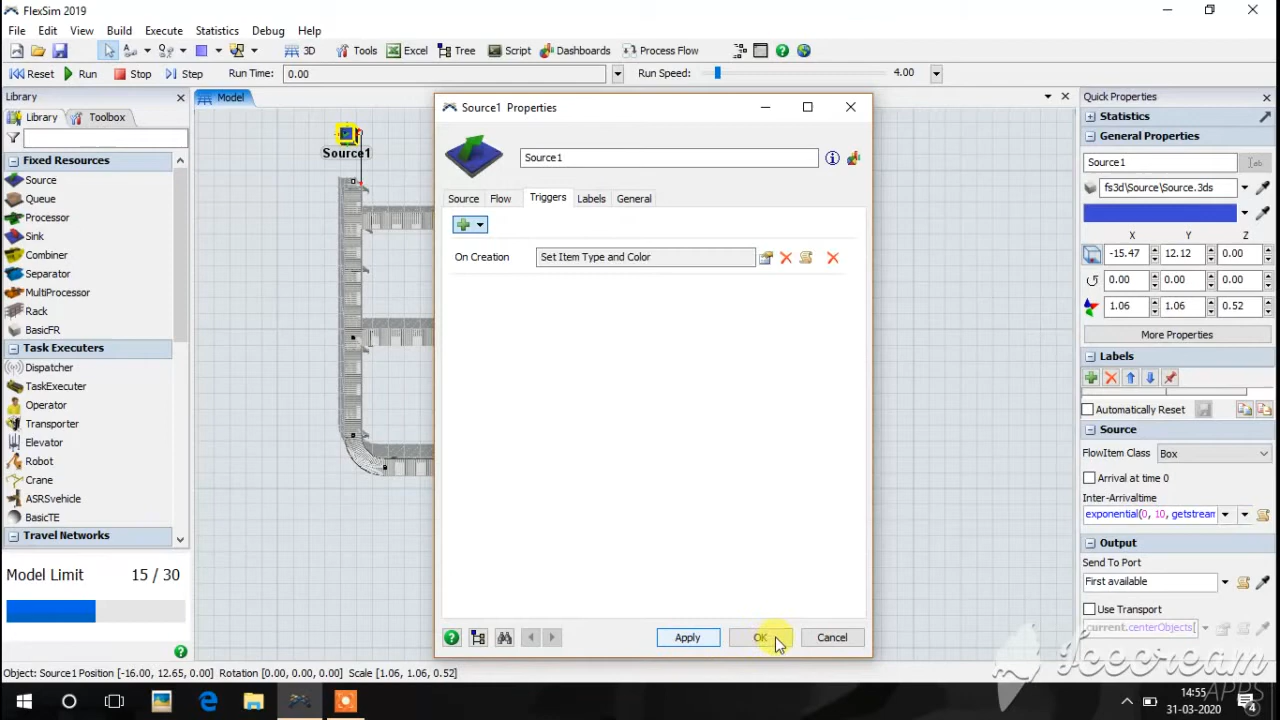 FlexSim 2019
File Edit View Build Execute Statistics Debug Help
3D Tools Excel Tree Script Dashboards Process Flow
Reset Run Stop Step Run Time: 0.00 Run Speed: 4.00
Library
Library Toolbox
Fixed Resources
Source
Queue
Processor
Sink
Combiner
Separator
MultiProcessor
Rack
BasicFR
Task Executers
Dispatcher
TaskExecuter
Operator
Transporter
Elevator
Robot
Crane
ASRSvehicle
BasicTE
Travel Networks
Model Limit 15 / 30
Model
Source1
Source1 Properties
Source1
Source Flow Triggers Labels General
On Creation Set Item Type and Color
Apply OK Cancel
Quick Properties
Statistics
General Properties
Source1
fs3d\Source\Source.3ds
X Y Z
-15.47 12.12 0.00
0.00 0.00 0.00
1.06 1.06 0.52
More Properties
Labels
Automatically Reset
Source
FlowItem Class Box
Arrival at time 0
Inter-Arrivaltime
exponential(0, 10, getstream
Output
Send To Port
First available
Use Transport
current.centerObjects[
Object: Source1 Position [-16.00, 12.65, 0.00] Rotation [0.00, 0.00, 0.00] Scale [1.06, 1.06, 0.52]
Icecream
APPS
14:55
31-03-2020
4